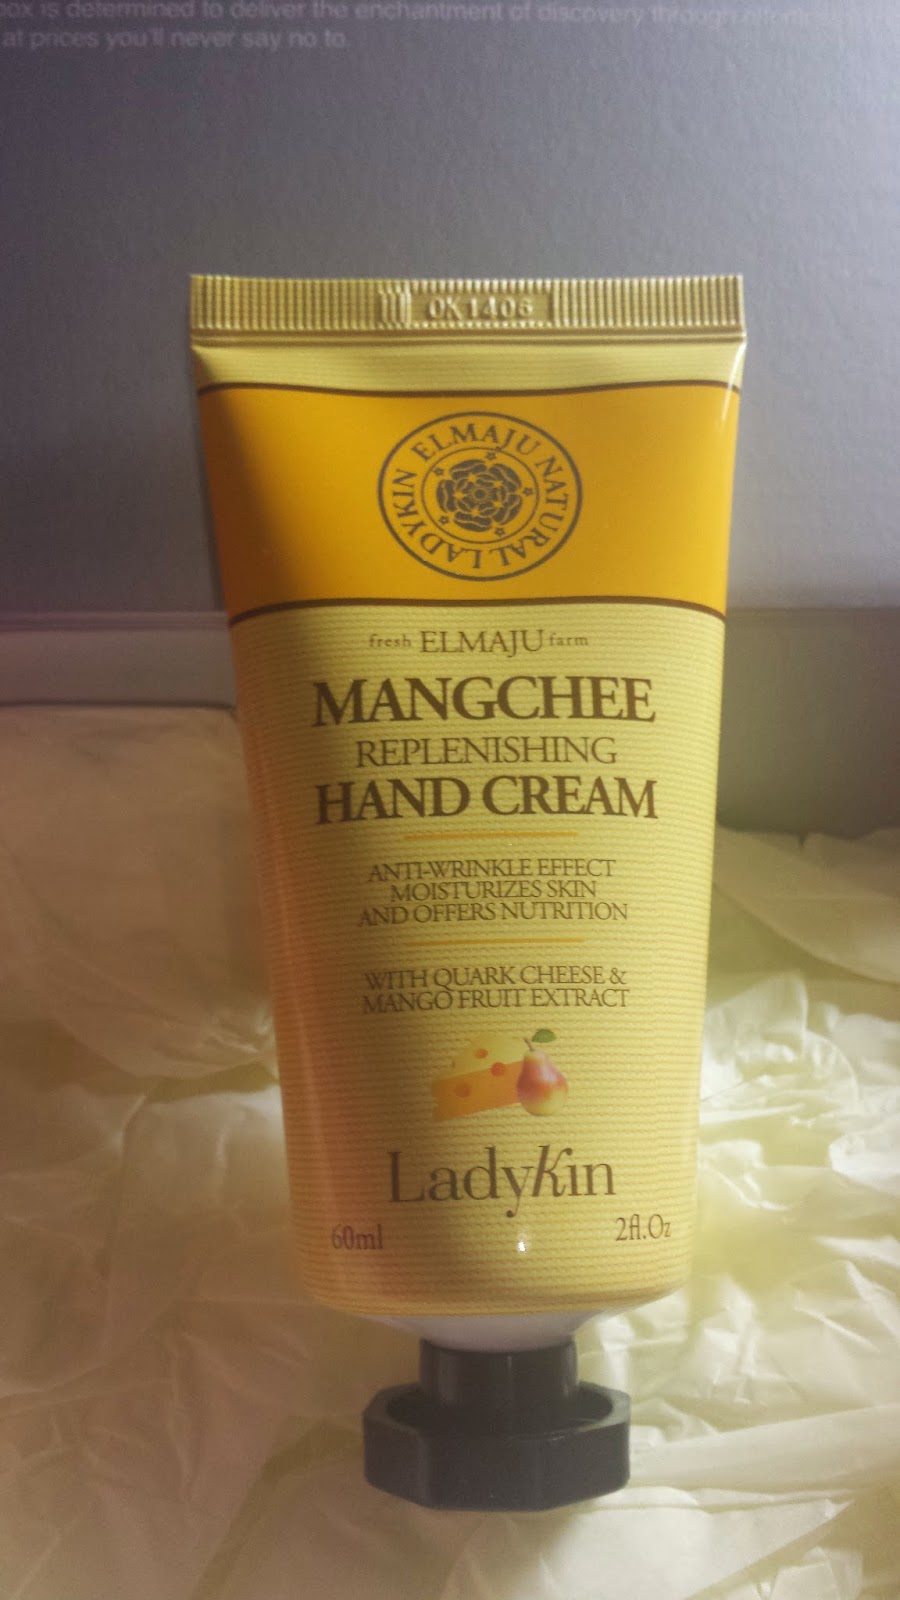 box is determined to deliver the enchantment of discovery through
at prices you'll never say no to.
OK1406
ELMAJU NATURAL LADYKIN
fresh ELMAJU farm
MANGCHEE
REPLENISHING
HAND CREAM
ANTI-WRINKLE EFFECT
MOISTURIZES SKIN
AND OFFERS NUTRITION
WITH QUARK CHEESE &
MANGO FRUIT EXTRACT
LadyKin
60ml 2fl.Oz